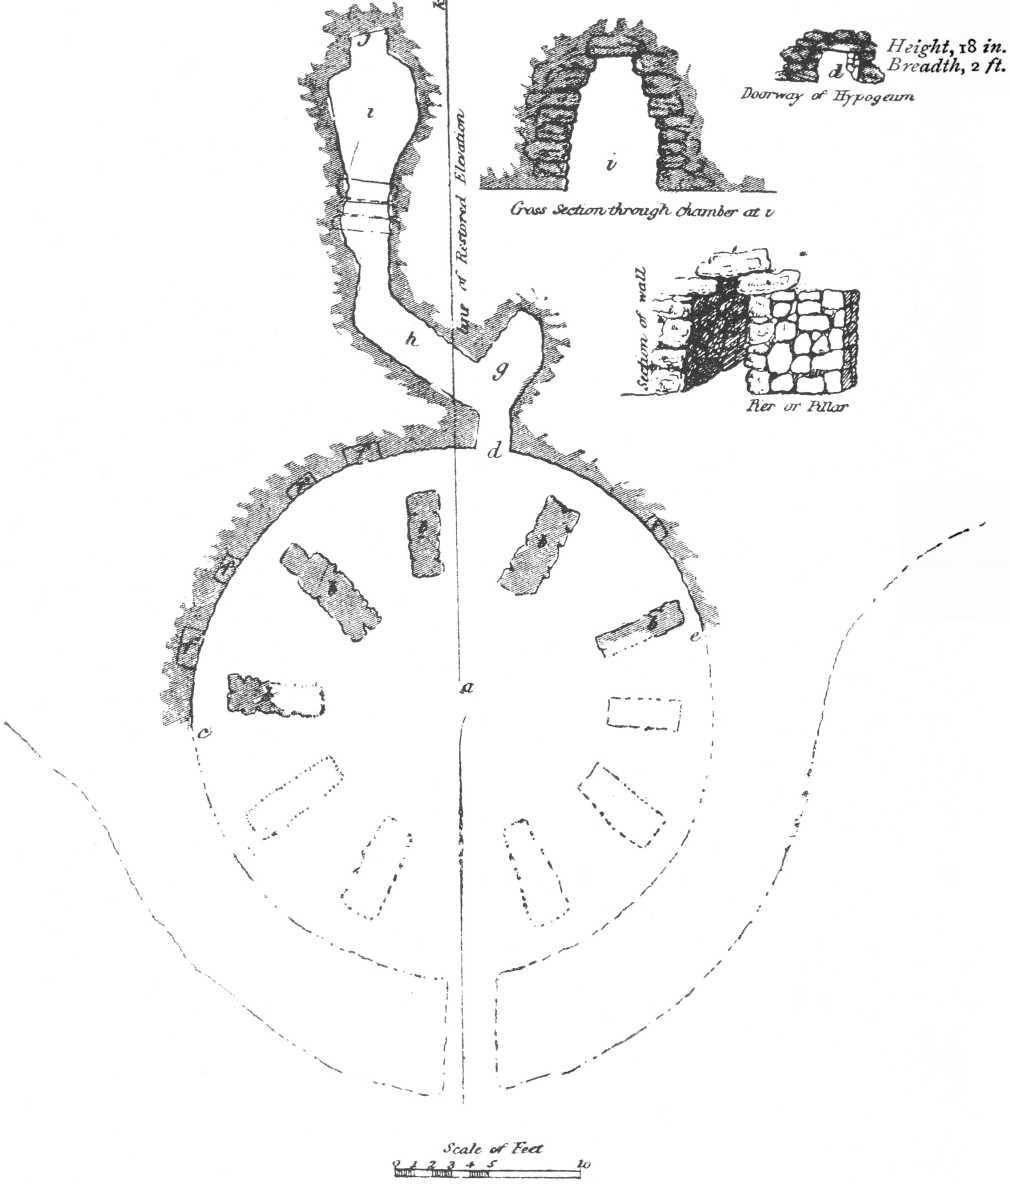 k
j
i
Line of Restored Elevation
i
Cross Section through chamber at i
d
Height, 18 in.
Breadth, 2 ft.
Doorway of Hypogeum
Section of wall
Pier or Pillar
h
g
d
f
f
f
f
f
b
b
b
b
e
a
c
Scale of Feet
0 1 2 3 4 5 10